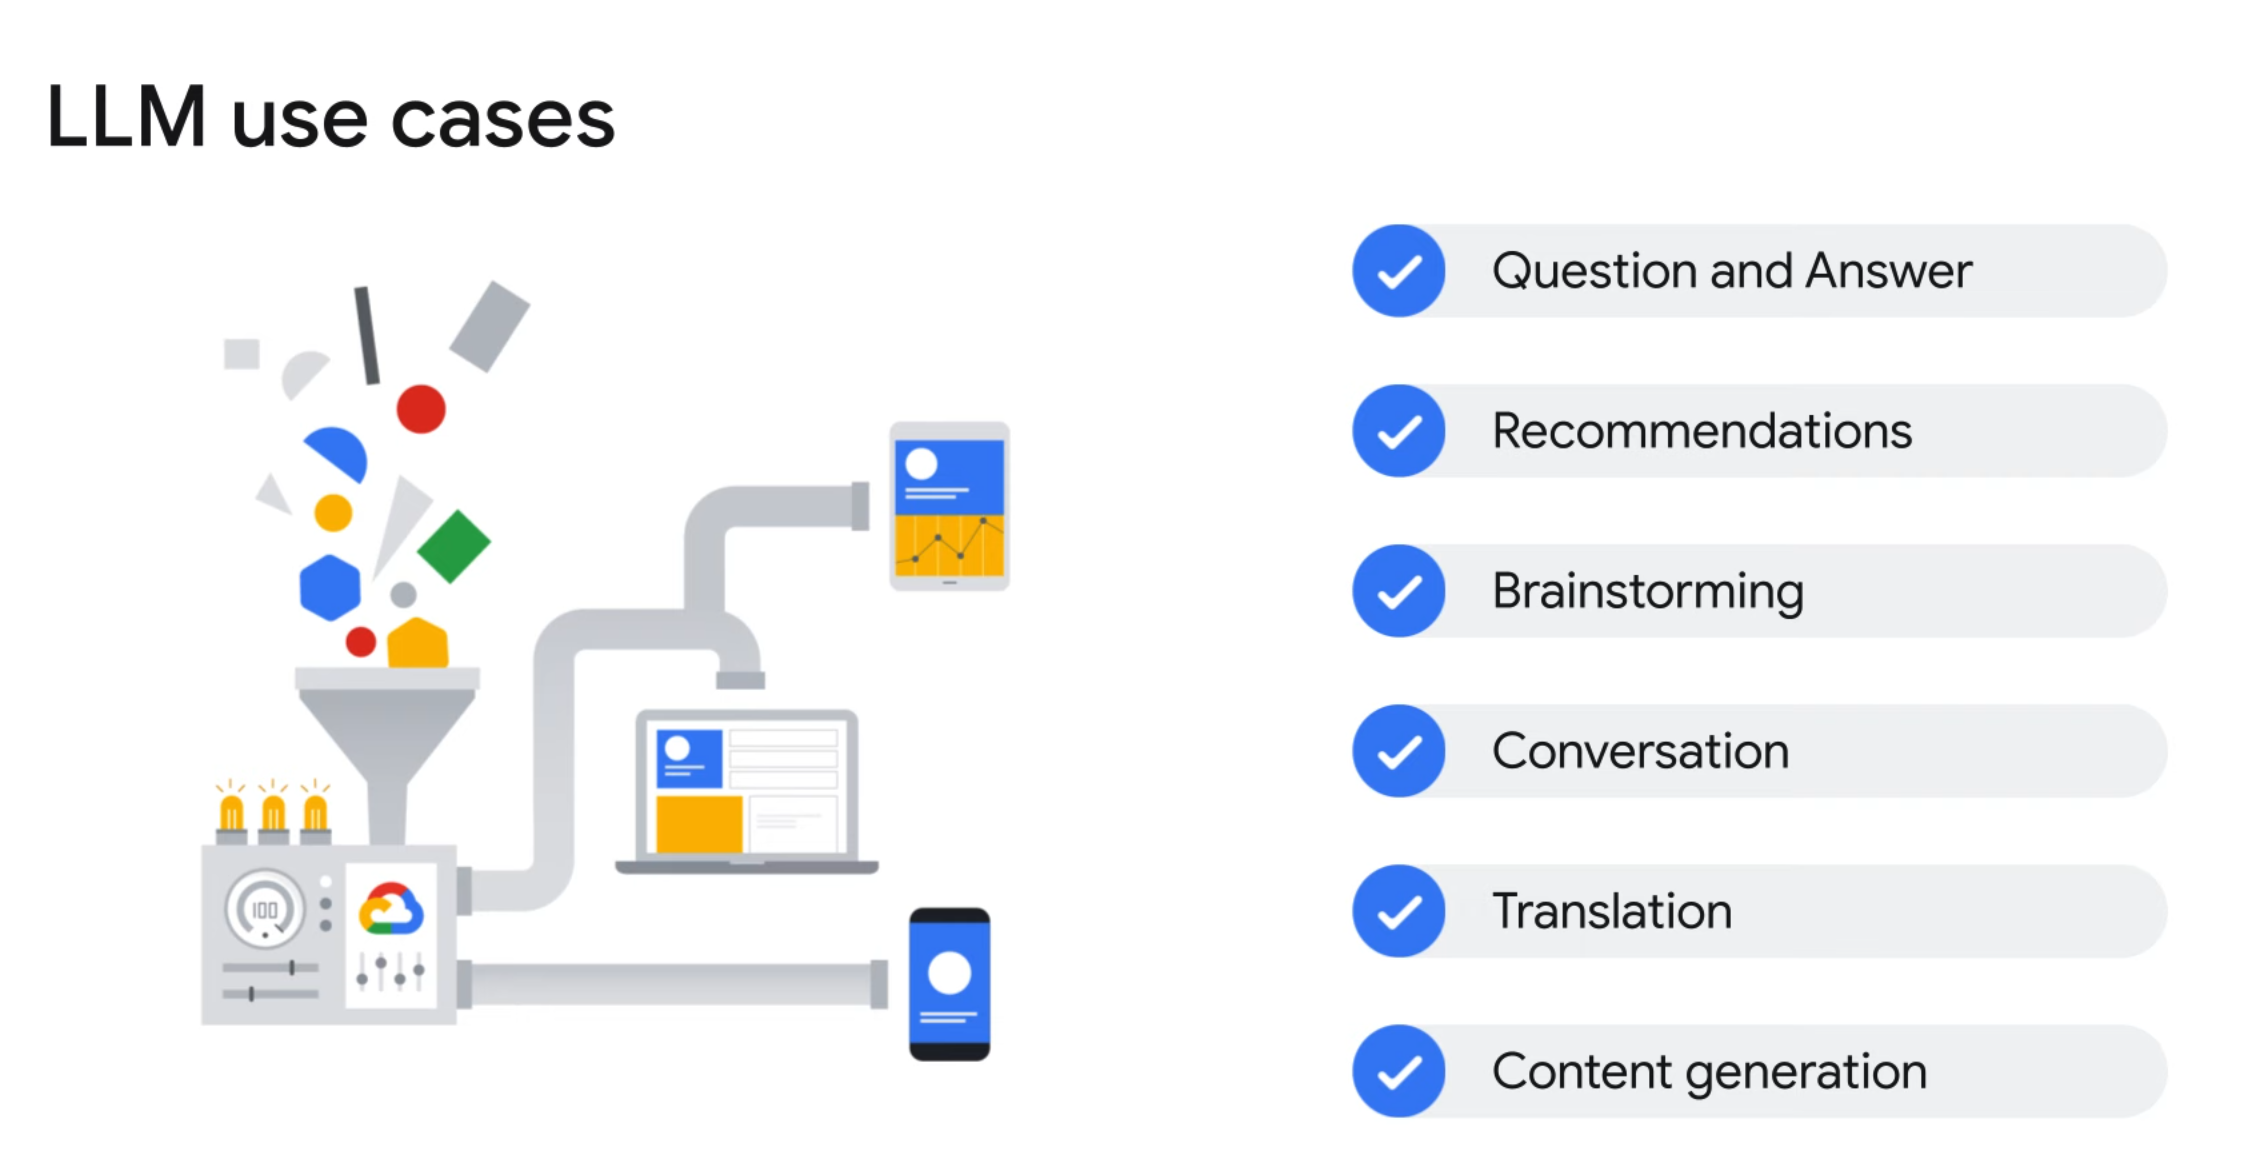 LLM use cases
Question and Answer
Recommendations
Brainstorming
Conversation
Translation
Content generation
100